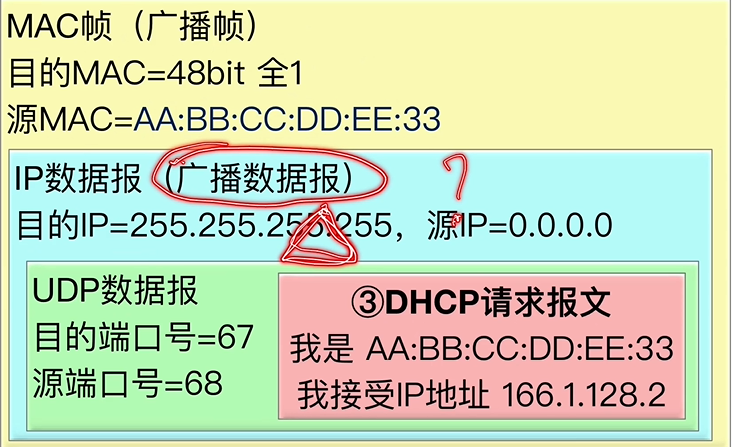 MAC帧（广播帧）
目的MAC=48bit 全1
源MAC=AA:BB:CC:DD:EE:33
IP数据报（广播数据报）
?
目的IP=255.255.255.255，源IP=0.0.0.0
UDP数据报
目的端口号=67
源端口号=68
③DHCP请求报文
我是 AA:BB:CC:DD:EE:33
我接受IP地址 166.1.128.2